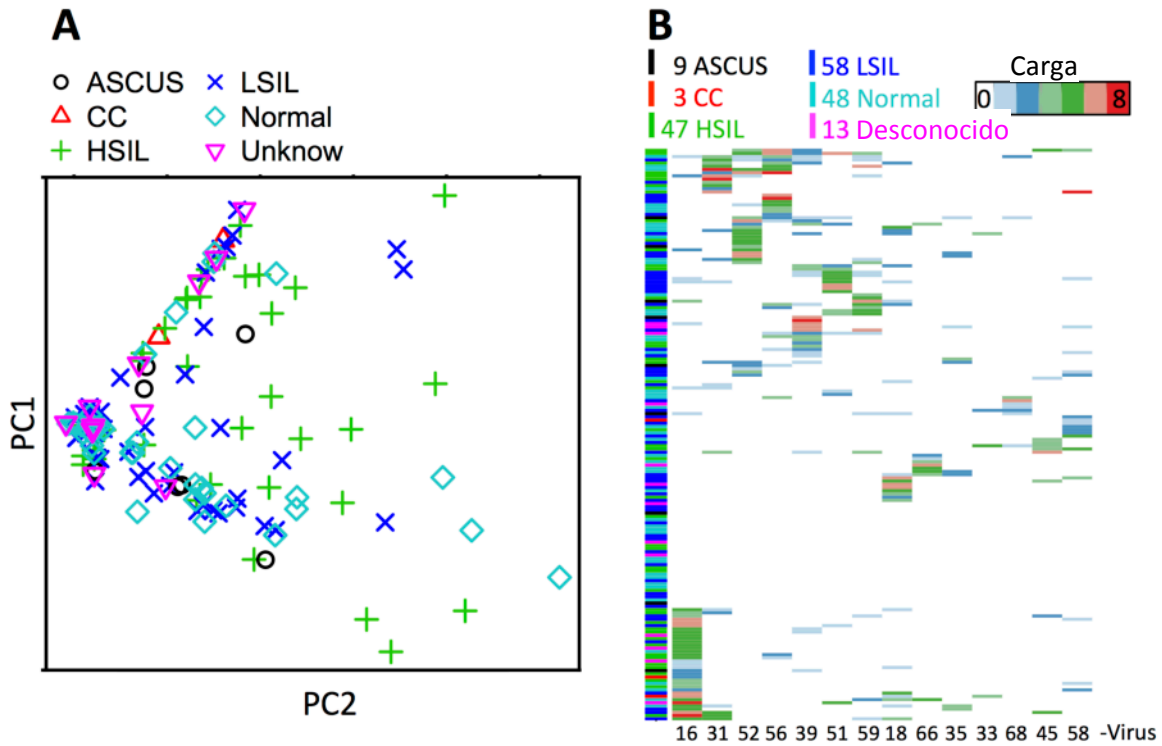 A
ASCUS LSIL
CC Normal
HSIL Unknow
PC1
PC2
B
9 ASCUS 58 LSIL
3 CC 48 Normal
47 HSIL 13 Desconocido
Carga
0 8
16 31 52 56 39 51 59 18 66 35 33 68 45 58 -Virus